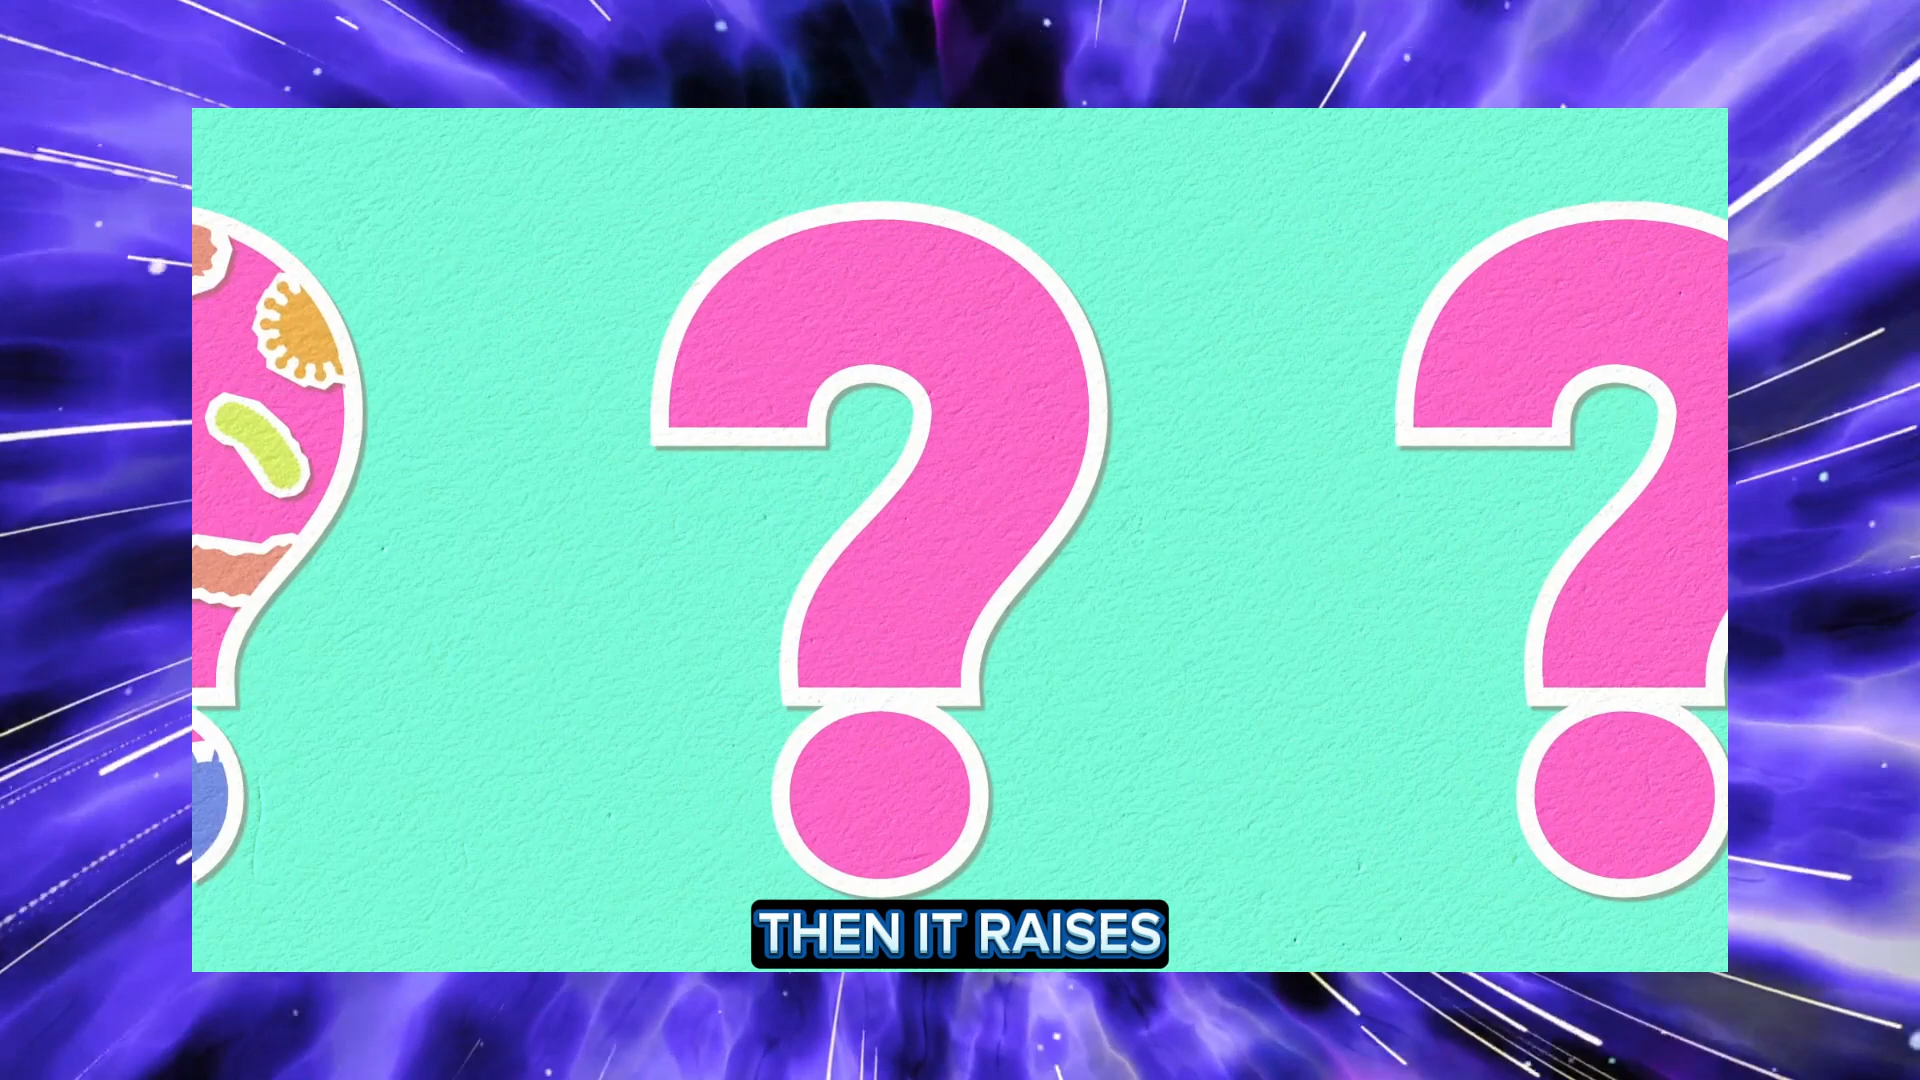 ? ? ?
THEN IT RAISES